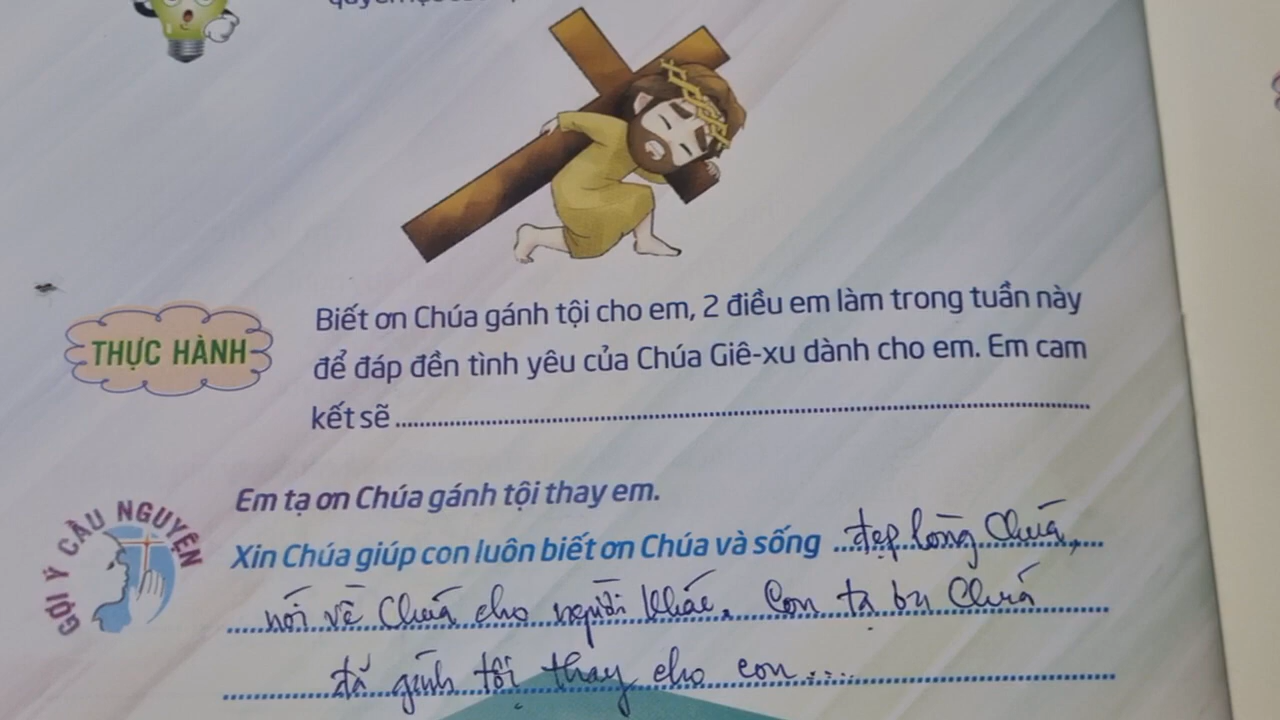 THỰC HÀNH
Biết ơn Chúa gánh tội cho em, 2 điều em làm trong tuần này
để đáp đền tình yêu của Chúa Giê-xu dành cho em. Em cam
kết sẽ
GỢI Ý CẦU NGUYỆN
Em tạ ơn Chúa gánh tội thay em.
Xin Chúa giúp con luôn biết ơn Chúa và sống đẹp lòng Chúa,
nói về Chúa cho người khác. Con tạ ơn Chúa
đã gánh tội thay cho con....